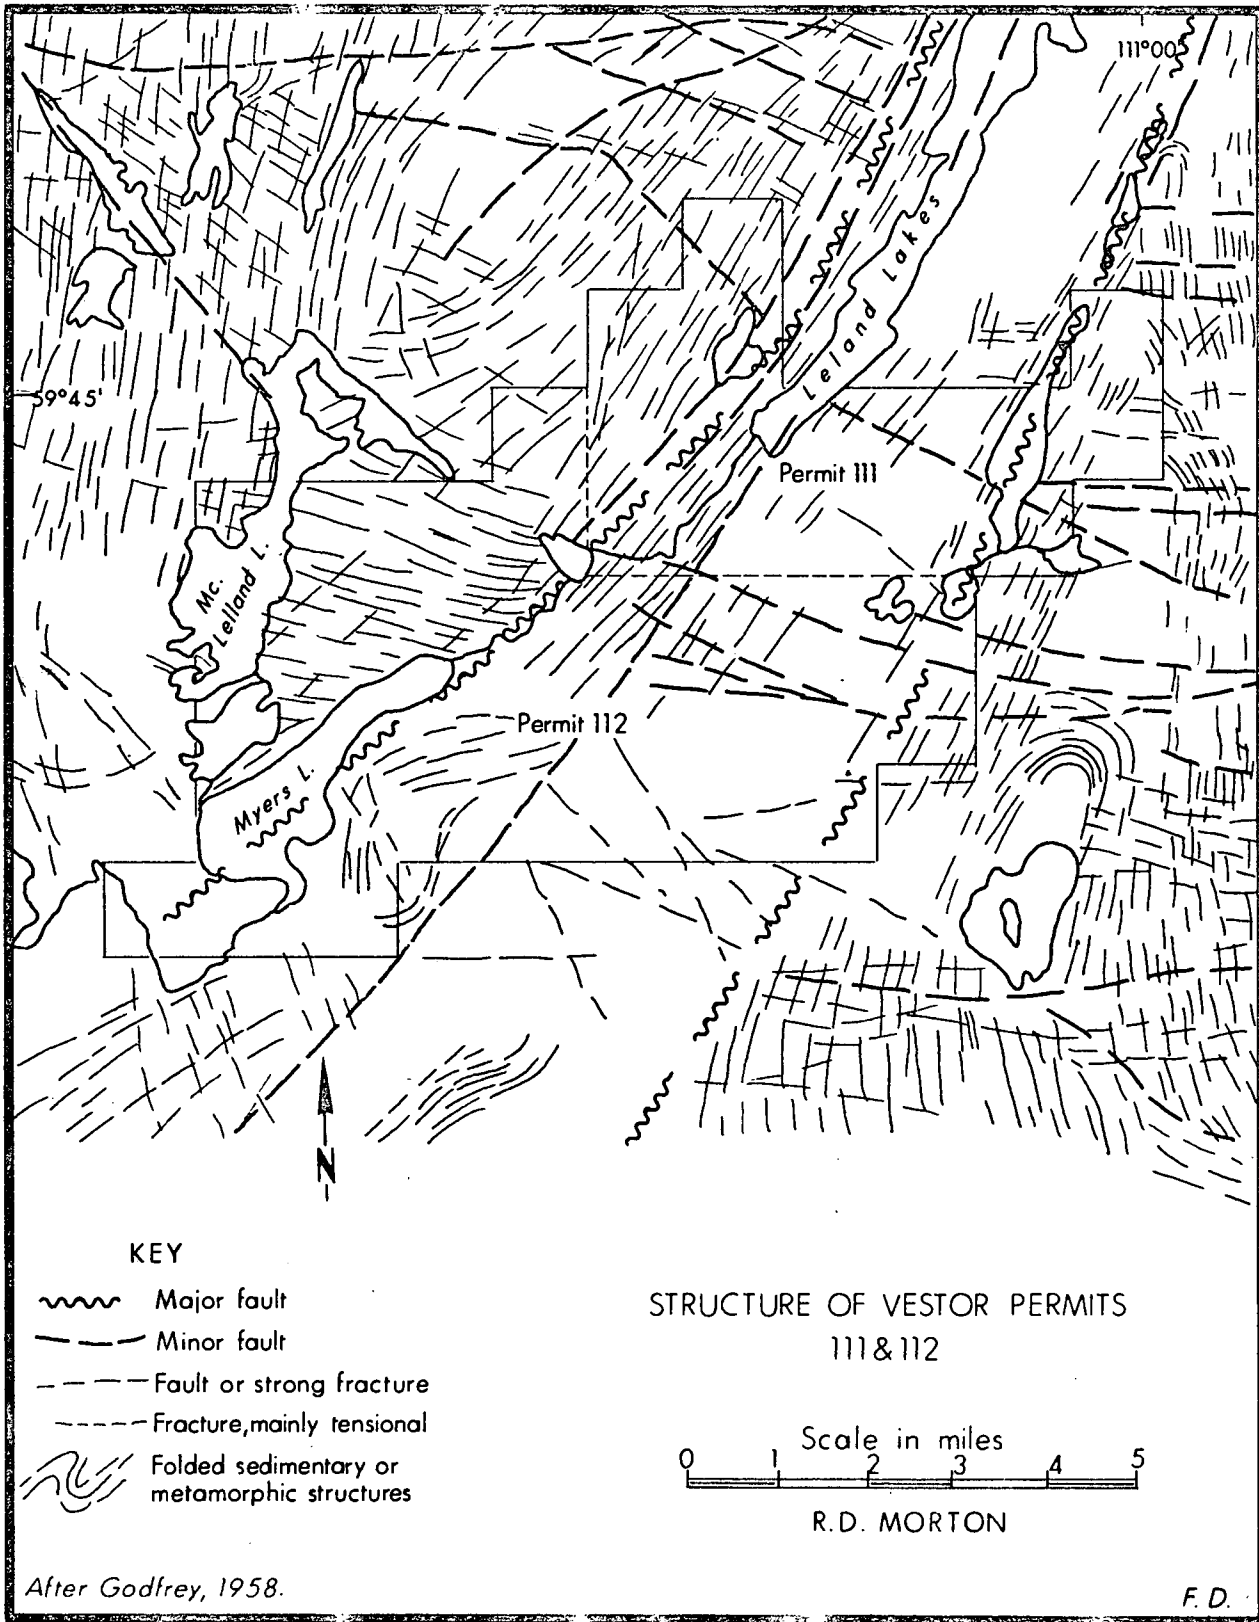 111°00'
Leland Lakes
59°45'
Permit 111
Mc.
Lelland L.
Permit 112
Myers L.
N
KEY
Major fault
Minor fault
Fault or strong fracture
Fracture, mainly tensional
Folded sedimentary or
metamorphic structures
STRUCTURE OF VESTOR PERMITS
111 & 112
Scale in miles
0 1 2 3 4 5
R.D. MORTON
After Godfrey, 1958.
F. D.